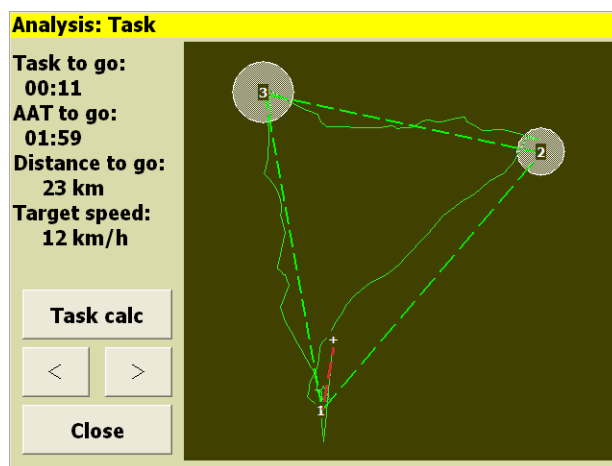 Analysis: Task
Task to go:
00:11
AAT to go:
01:59
Distance to go:
23 km
Target speed:
12 km/h
Task calc
< >
Close
3
2
+
1